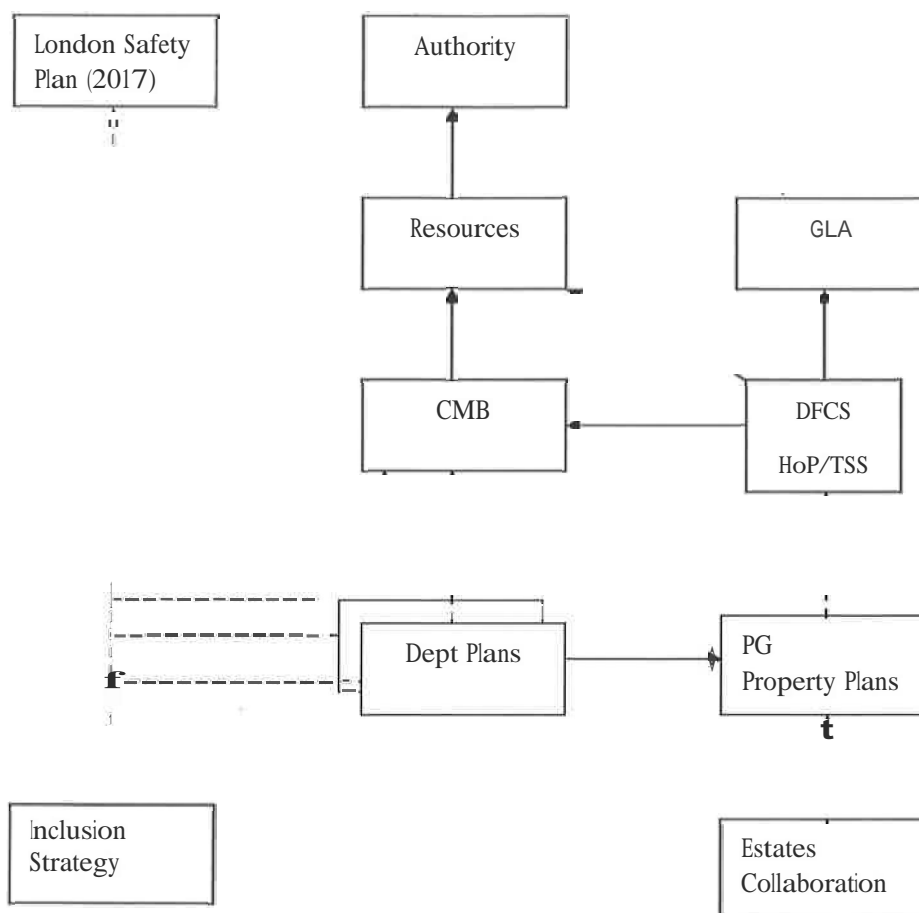 London Safety
Plan (2017)
Authority
Resources
GLA
CMB
DFCS
HoP/TSS
Dept Plans
PG
Property Plans
Inclusion
Strategy
Estates
Collaboration